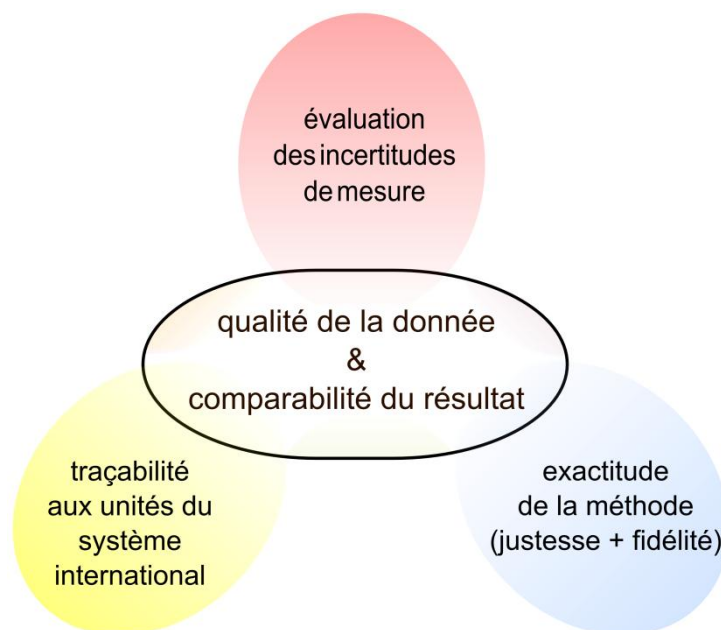 évaluation
des incertitudes
de mesure
qualité de la donnée
&
comparabilité du résultat
traçabilité
aux unités du
système
international
exactitude
de la méthode
(justesse + fidélité)